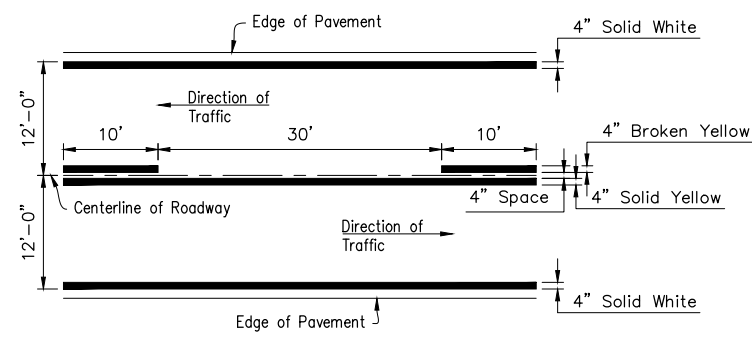 Edge of Pavement
4" Solid White
Direction of
Traffic
12'-0"
10'
30'
10'
4" Broken Yellow
4" Space
4" Solid Yellow
Centerline of Roadway
12'-0"
Direction of
Traffic
4" Solid White
Edge of Pavement